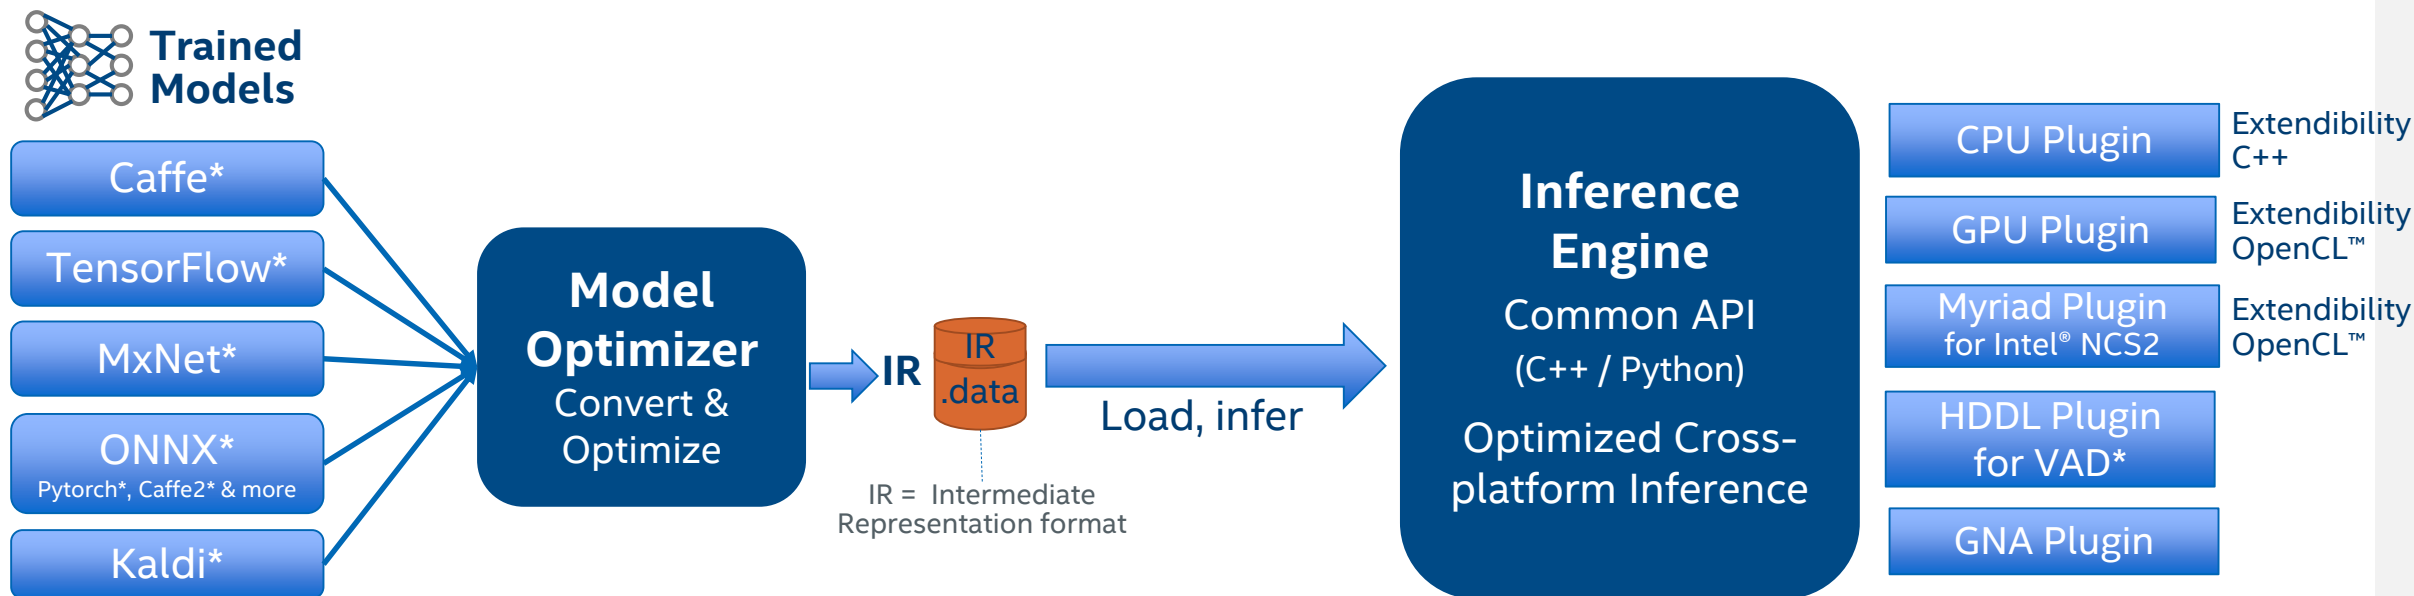 Trained
Models
Caffe*
TensorFlow*
MxNet*
ONNX*
Pytorch*, Caffe2* & more
Kaldi*
Model
Optimizer
Convert &
Optimize
IR
IR
.data
IR = Intermediate
Representation format
Load, infer
Inference
Engine
Common API
(C++ / Python)
Optimized Cross-
platform Inference
CPU Plugin
Extendibility
C++
GPU Plugin
Extendibility
OpenCL™
Myriad Plugin
for Intel® NCS2
Extendibility
OpenCL™
HDDL Plugin
for VAD*
GNA Plugin